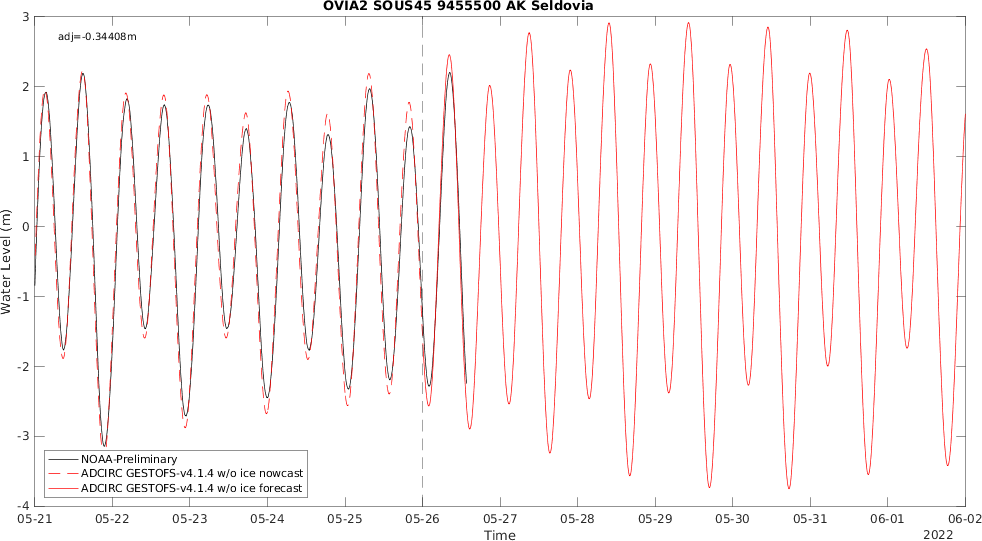 OVIA2 SOUS45 9455500 AK Seldovia
adj=-0.34408m
3
2
1
0
-1
-2
-3
-4
Water Level (m)
NOAA-Preliminary
ADCIRC GESTOFS-v4.1.4 w/o ice nowcast
ADCIRC GESTOFS-v4.1.4 w/o ice forecast
05-21 05-22 05-23 05-24 05-25 05-26 05-27 05-28 05-29 05-30 05-31 06-01 06-02
Time 2022